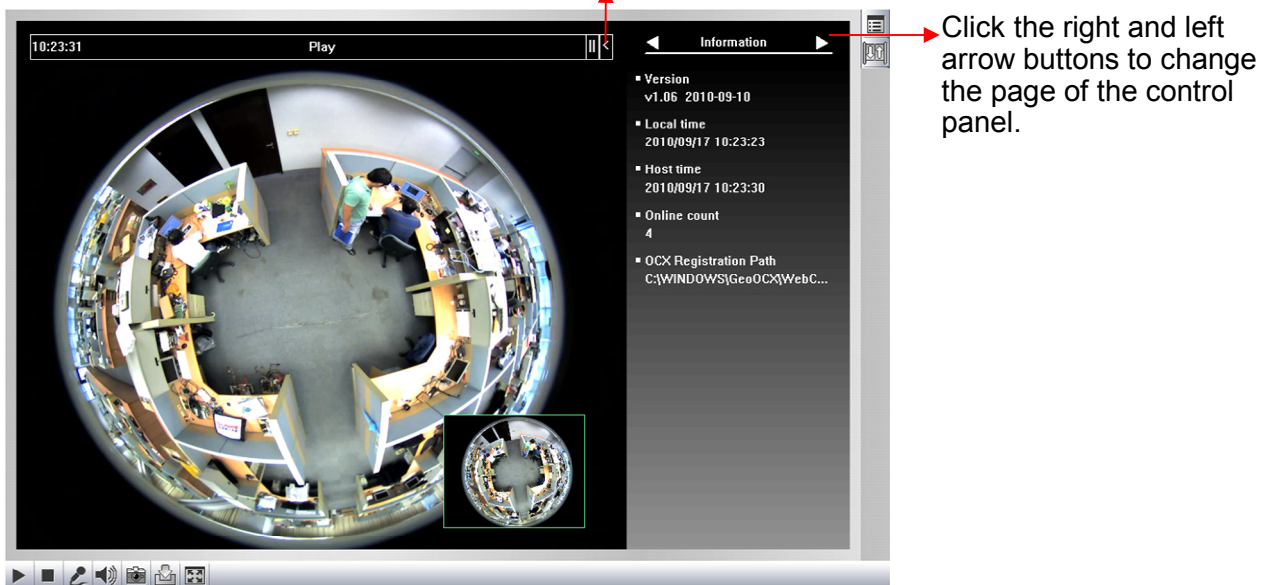 10:23:31 Play
Information
Version
v1.06 2010-09-10
Local time
2010/09/17 10:23:23
Host time
2010/09/17 10:23:30
Online count
4
OCX Registration Path
C:\WINDOWS\GeoOCX\WebC...
Click the right and left
arrow buttons to change
the page of the control
panel.